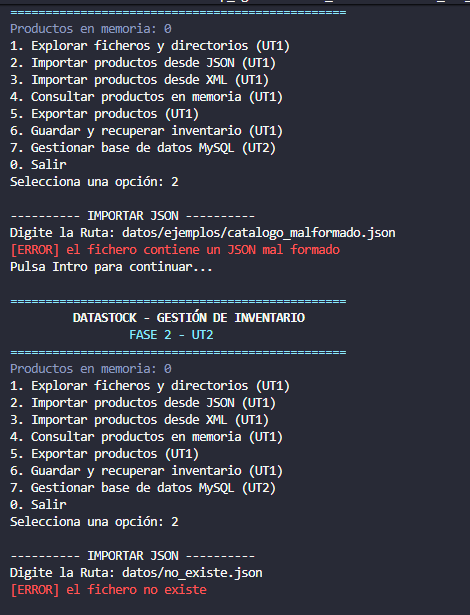 ================================================
Productos en memoria: 0
1. Explorar ficheros y directorios (UT1)
2. Importar productos desde JSON (UT1)
3. Importar productos desde XML (UT1)
4. Consultar productos en memoria (UT1)
5. Exportar productos (UT1)
6. Guardar y recuperar inventario (UT1)
7. Gestionar base de datos MySQL (UT2)
0. Salir
Selecciona una opción: 2
---------- IMPORTAR JSON ----------
Digite la Ruta: datos/ejemplos/catalogo_malformado.json
[ERROR] el fichero contiene un JSON mal formado
Pulsa Intro para continuar...
================================================
DATASTOCK - GESTIÓN DE INVENTARIO
FASE 2 - UT2
================================================
Productos en memoria: 0
1. Explorar ficheros y directorios (UT1)
2. Importar productos desde JSON (UT1)
3. Importar productos desde XML (UT1)
4. Consultar productos en memoria (UT1)
5. Exportar productos (UT1)
6. Guardar y recuperar inventario (UT1)
7. Gestionar base de datos MySQL (UT2)
0. Salir
Selecciona una opción: 2
---------- IMPORTAR JSON ----------
Digite la Ruta: datos/no_existe.json
[ERROR] el fichero no existe